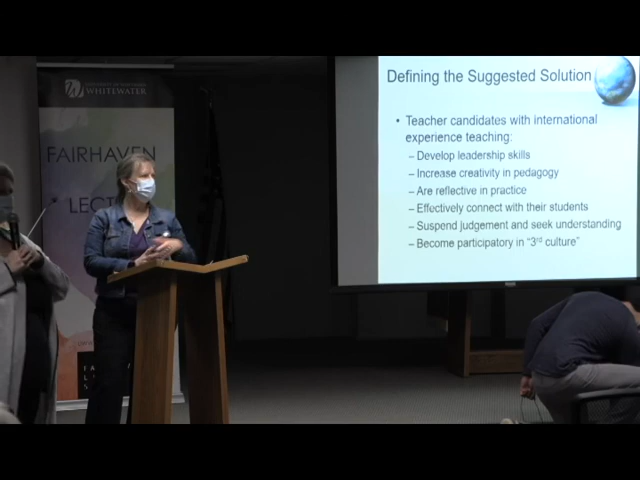 WHITEWATER
FAIRHAVEN
LECT
Defining the Suggested Solution
• Teacher candidates with international
experience teaching:
– Develop leadership skills
– Increase creativity in pedagogy
– Are reflective in practice
– Effectively connect with their students
– Suspend judgement and seek understanding
– Become participatory in “3rd culture”